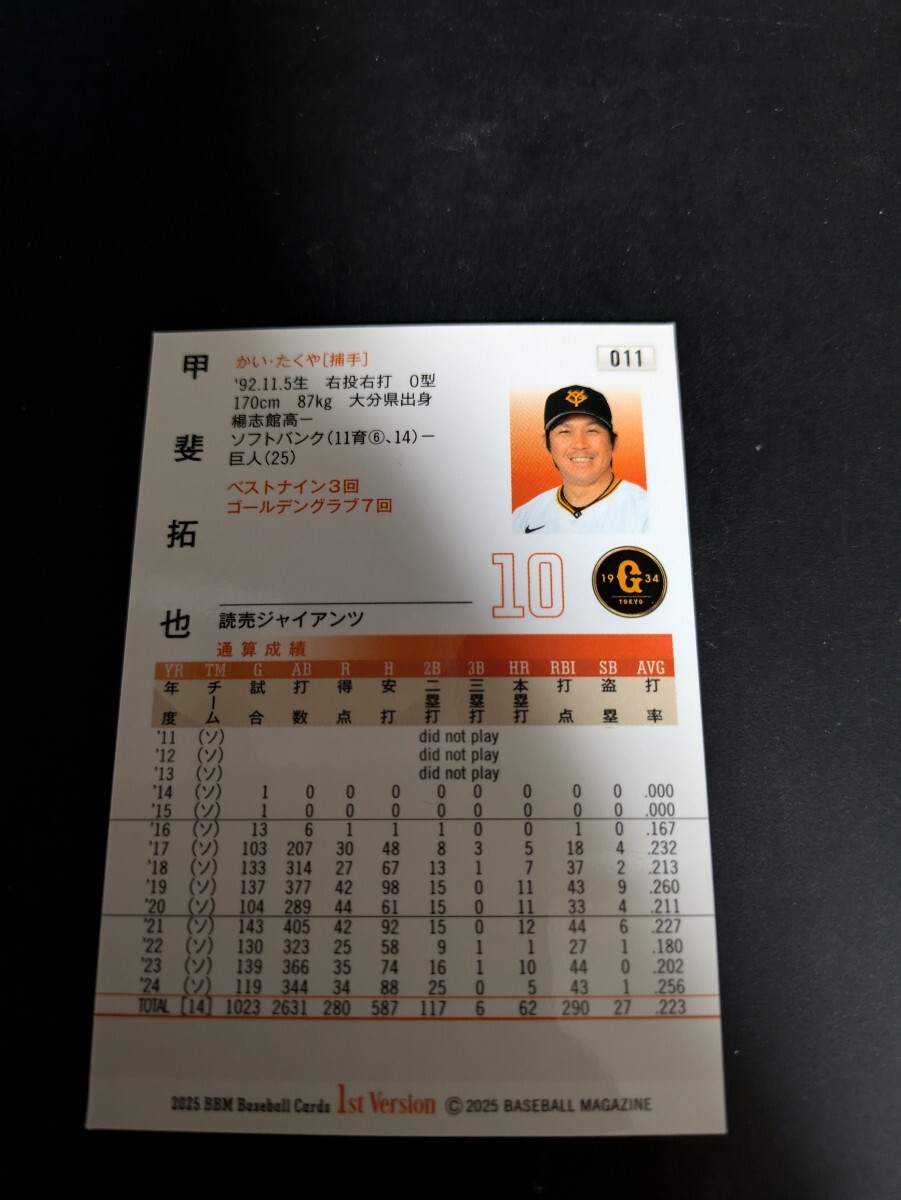 011
甲斐拓也
かい・たくや[捕手]
'92.11.5生 右投右打 O型
170cm 87kg 大分県出身
楊志館高ー
ソフトバンク(11育⑥、14)ー
巨人(25)
ベストナイン3回
ゴールデングラブ7回
10
19 G 34
TOKYO
読売ジャイアンツ
通算成績
YR TM G AB R H 2B 3B HR RBI SB AVG
年度 チーム 試合 打数 得点 安打 二塁打 三塁打 本塁打 打点 盗塁 打率
'11 (ソ) did not play
'12 (ソ) did not play
'13 (ソ) did not play
'14 (ソ) 1 0 0 0 0 0 0 0 0 .000
'15 (ソ) 1 0 0 0 0 0 0 0 0 .000
'16 (ソ) 13 6 1 1 1 0 0 1 0 .167
'17 (ソ) 103 207 30 48 8 3 5 18 4 .232
'18 (ソ) 133 314 27 67 13 1 7 37 2 .213
'19 (ソ) 137 377 42 98 15 0 11 43 9 .260
'20 (ソ) 104 289 44 61 15 0 11 33 4 .211
'21 (ソ) 143 405 42 92 15 0 12 44 6 .227
'22 (ソ) 130 323 25 58 9 1 1 27 1 .180
'23 (ソ) 139 366 35 74 16 1 10 44 0 .202
'24 (ソ) 119 344 34 88 25 0 5 43 1 .256
TOTAL [14] 1023 2631 280 587 117 6 62 290 27 .223
2025 BBM Baseball Cards 1st Version ©2025 BASEBALL MAGAZINE